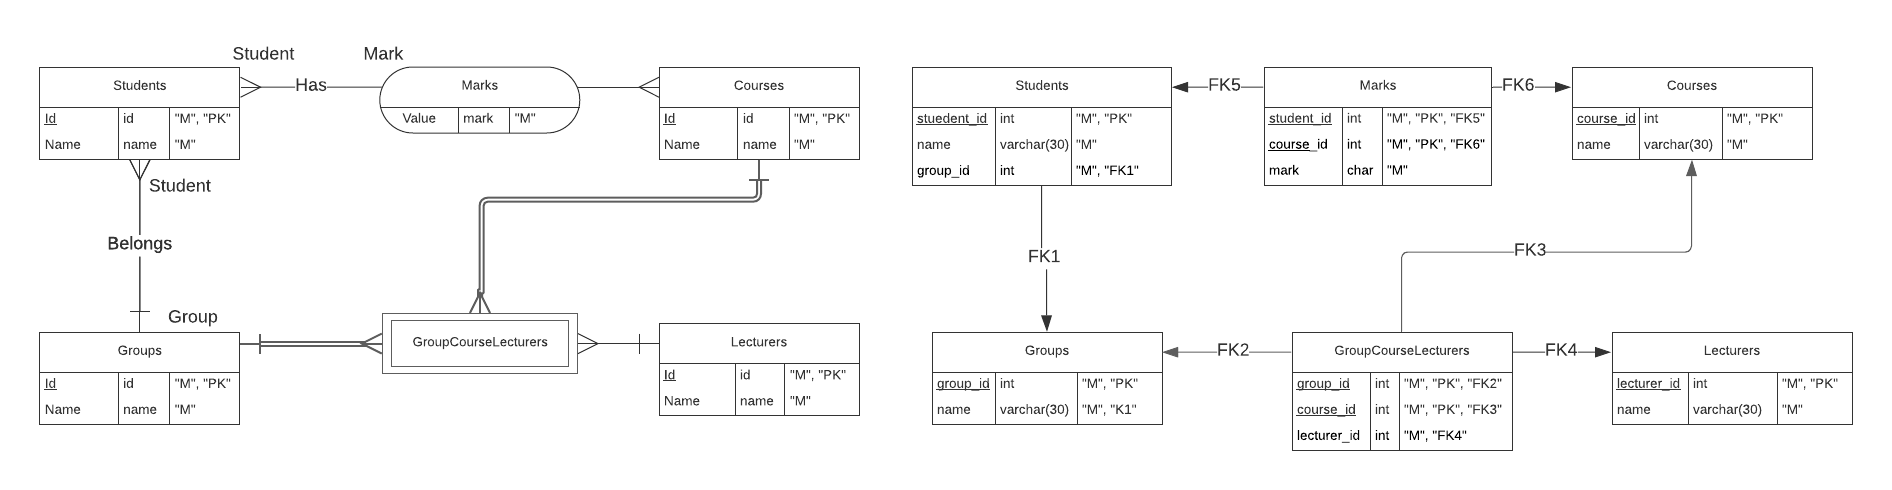 Student
Has
Mark
Students
Id id "M", "PK"
Name name "M"
Marks
Value mark "M"
Courses
Id id "M", "PK"
Name name "M"
Student
Belongs
Group
Groups
Id id "M", "PK"
Name name "M"
GroupCourseLecturers
Lecturers
Id id "M", "PK"
Name name "M"
Students
stuedent_id int "M", "PK"
name varchar(30) "M"
group_id int "M", "FK1"
FK5
Marks
student_id int "M", "PK", "FK5"
course_id int "M", "PK", "FK6"
mark char "M"
FK6
Courses
course_id int "M", "PK"
name varchar(30) "M"
FK1
FK3
Groups
group_id int "M", "PK"
name varchar(30) "M", "K1"
FK2
GroupCourseLecturers
group_id int "M", "PK", "FK2"
course_id int "M", "PK", "FK3"
lecturer_id int "M", "FK4"
FK4
Lecturers
lecturer_id int "M", "PK"
name varchar(30) "M"